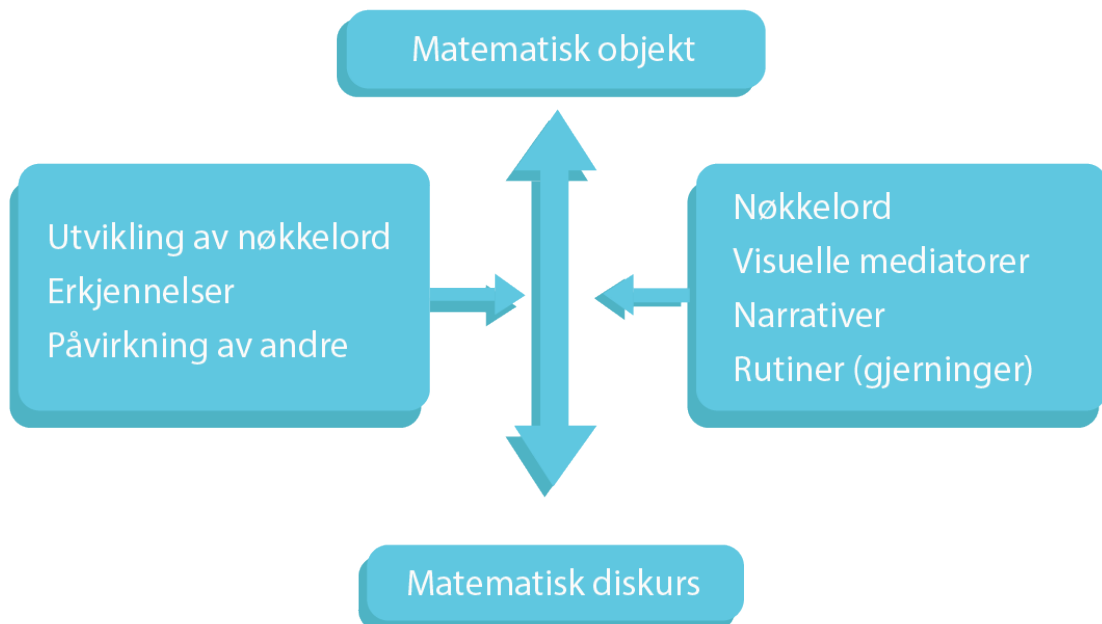 Matematisk objekt
Utvikling av nøkkelord
Erkjennelser
Påvirkning av andre
Nøkkelord
Visuelle mediatorer
Narrativer
Rutiner (gjerninger)
Matematisk diskurs